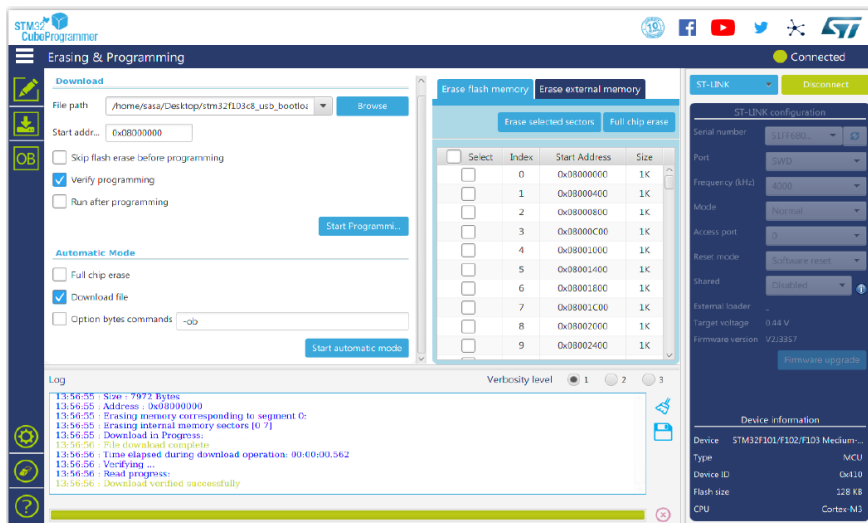 STM32
CubeProgrammer
Erasing & Programming
Connected
Download
File path /home/sasa/Desktop/stm32f103c8_usb_bootloa Browse
Start addr... 0x08000000
Skip flash erase before programming
Verify programming
Run after programming
Start Programmi...
Automatic Mode
Full chip erase
Download file
Option bytes commands -ob
Start automatic mode
OB
Erase flash memory Erase external memory
Erase selected sectors Full chip erase
Select Index Start Address Size
0 0x08000000 1K
1 0x08000400 1K
2 0x08000800 1K
3 0x08000C00 1K
4 0x08001000 1K
5 0x08001400 1K
6 0x08001800 1K
7 0x08001C00 1K
8 0x08002000 1K
9 0x08002400 1K
Log Verbosity level 1 2 3
13:56:55 : Size : 7972 Bytes
13:56:55 : Address : 0x08000000
13:56:55 : Erasing memory corresponding to segment 0:
13:56:55 : Erasing internal memory sectors [0 7]
13:56:55 : Download in Progress:
13:56:56 : File download complete
13:56:56 : Time elapsed during download operation: 00:00:00.562
13:56:56 : Verifying ...
13:56:56 : Read progress:
13:56:56 : Download verified successfully
ST-LINK Disconnect
ST-LINK configuration
Serial number 51FF680...
Port SWD
Frequency (kHz) 4000
Mode Normal
Access port 0
Reset mode Software reset
Shared Disabled
External loader _
Target voltage 0.44 V
Firmware version V2J35S7
Firmware upgrade
Device information
Device STM32F101/F102/F103 Medium-...
Type MCU
Device ID 0x410
Flash size 128 KB
CPU Cortex-M3